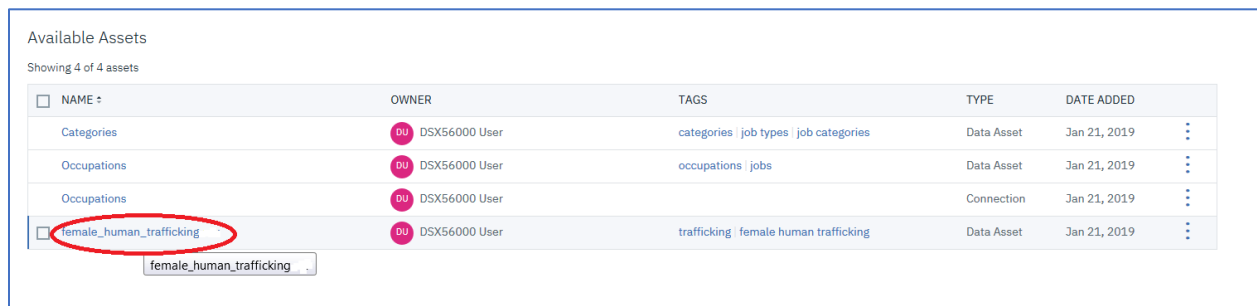 Available Assets
Showing 4 of 4 assets
NAME OWNER TAGS TYPE DATE ADDED
Categories DU DSX56000 User categories | job types | job categories Data Asset Jan 21, 2019
Occupations DU DSX56000 User occupations | jobs Data Asset Jan 21, 2019
Occupations DU DSX56000 User Connection Jan 21, 2019
female_human_trafficking DU DSX56000 User trafficking | female human trafficking Data Asset Jan 21, 2019
female_human_trafficking